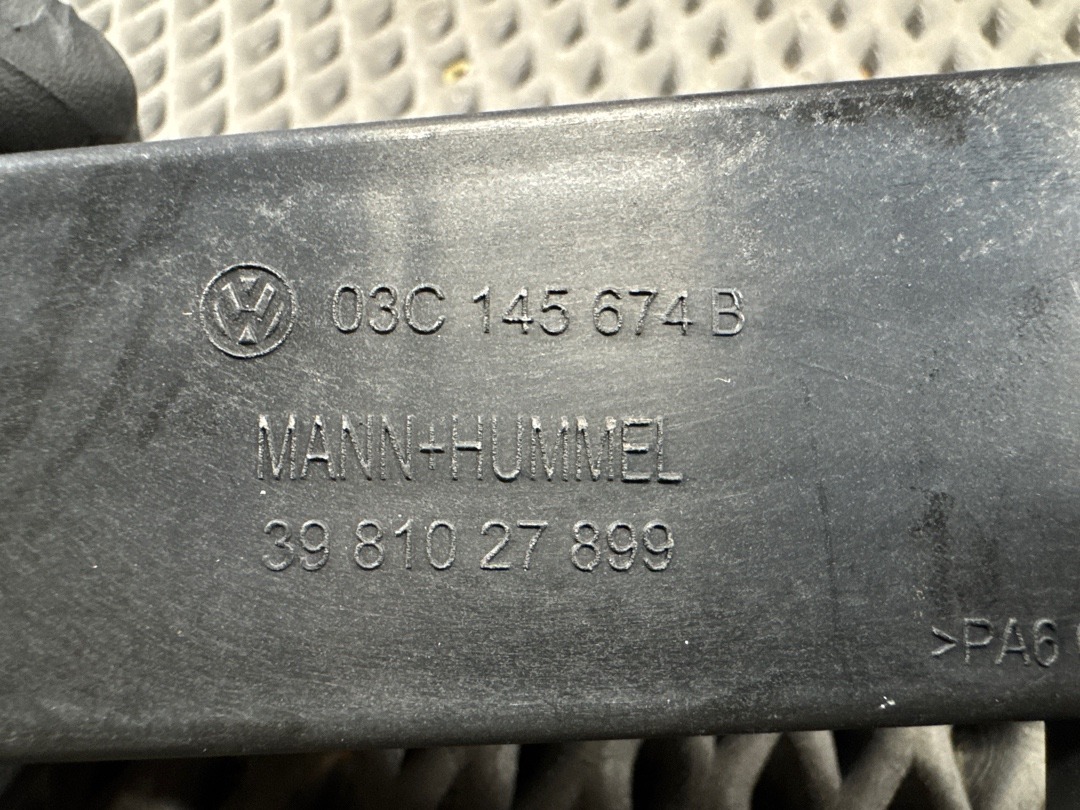 03C 145 674 B
MANN+HUMMEL
39 810 27 899
>PA6